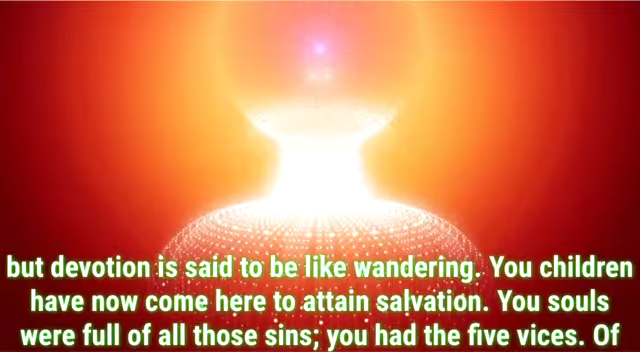 but devotion is said to be like wandering. You children
have now come here to attain salvation. You souls
were full of all those sins; you had the five vices. Of